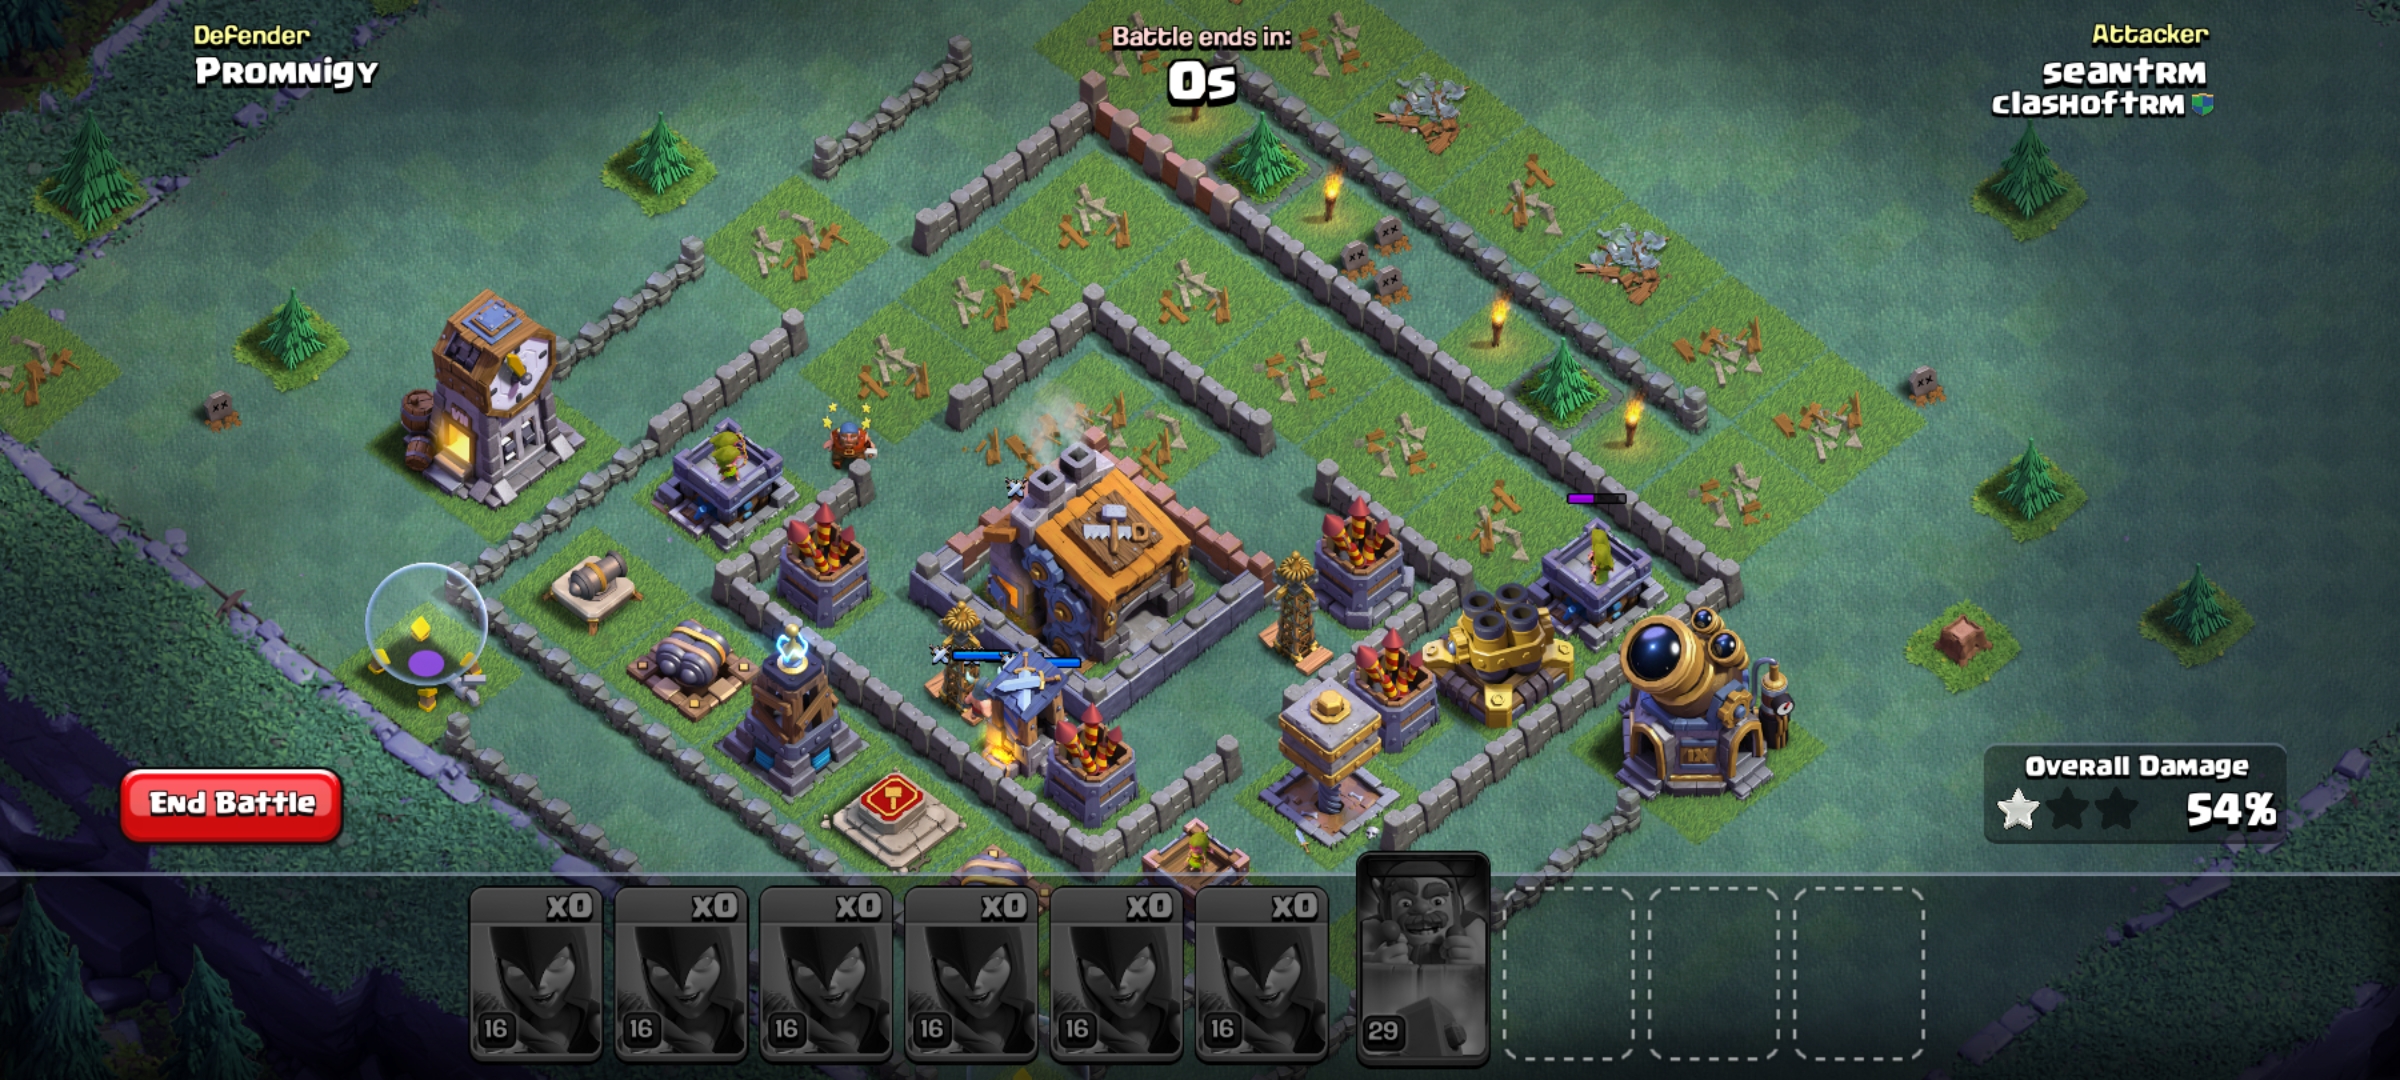 Defender
Promnigy
Battle ends in:
0s
Attacker
seantrm
clashoftrm
End Battle
Overall Damage
54%
x0
x0
x0
x0
x0
x0
16
16
16
16
16
16
29